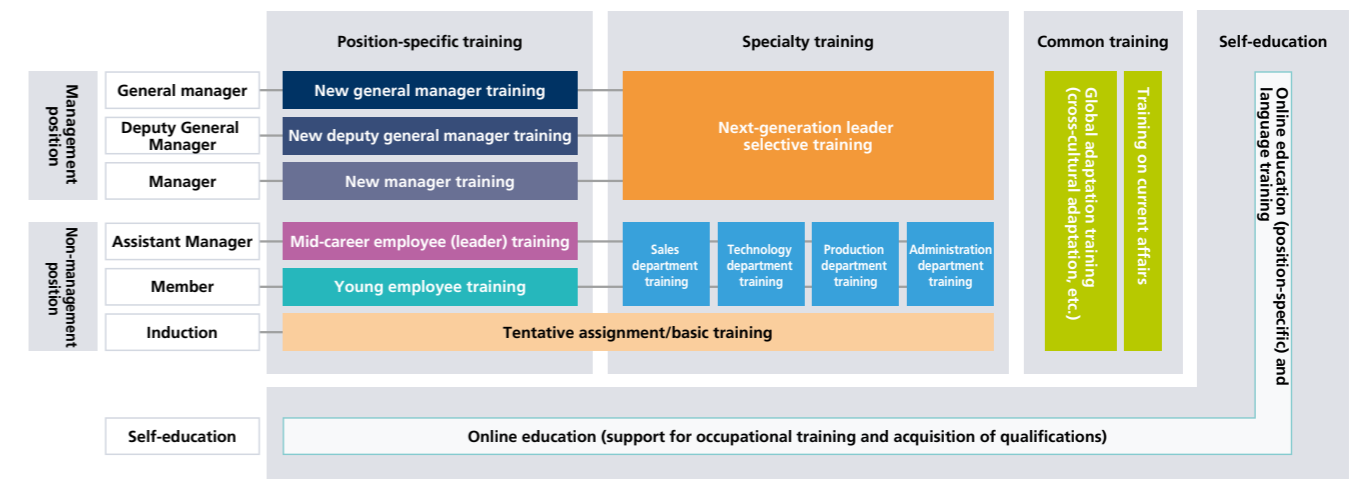 Position-specific training
Specialty training
Common training
Self-education
Management
position
General manager
New general manager training
Deputy General
Manager
New deputy general manager training
Manager
New manager training
Next-generation leader
selective training
Non-management
position
Assistant Manager
Mid-career employee (leader) training
Member
Young employee training
Sales
department
training
Technology
department
training
Production
department
training
Administration
department
training
Induction
Tentative assignment/basic training
Global adaptation training
(cross-cultural adaptation, etc.)
Training on current affairs
Online education (position-specific) and
language training
Self-education
Online education (support for occupational training and acquisition of qualifications)